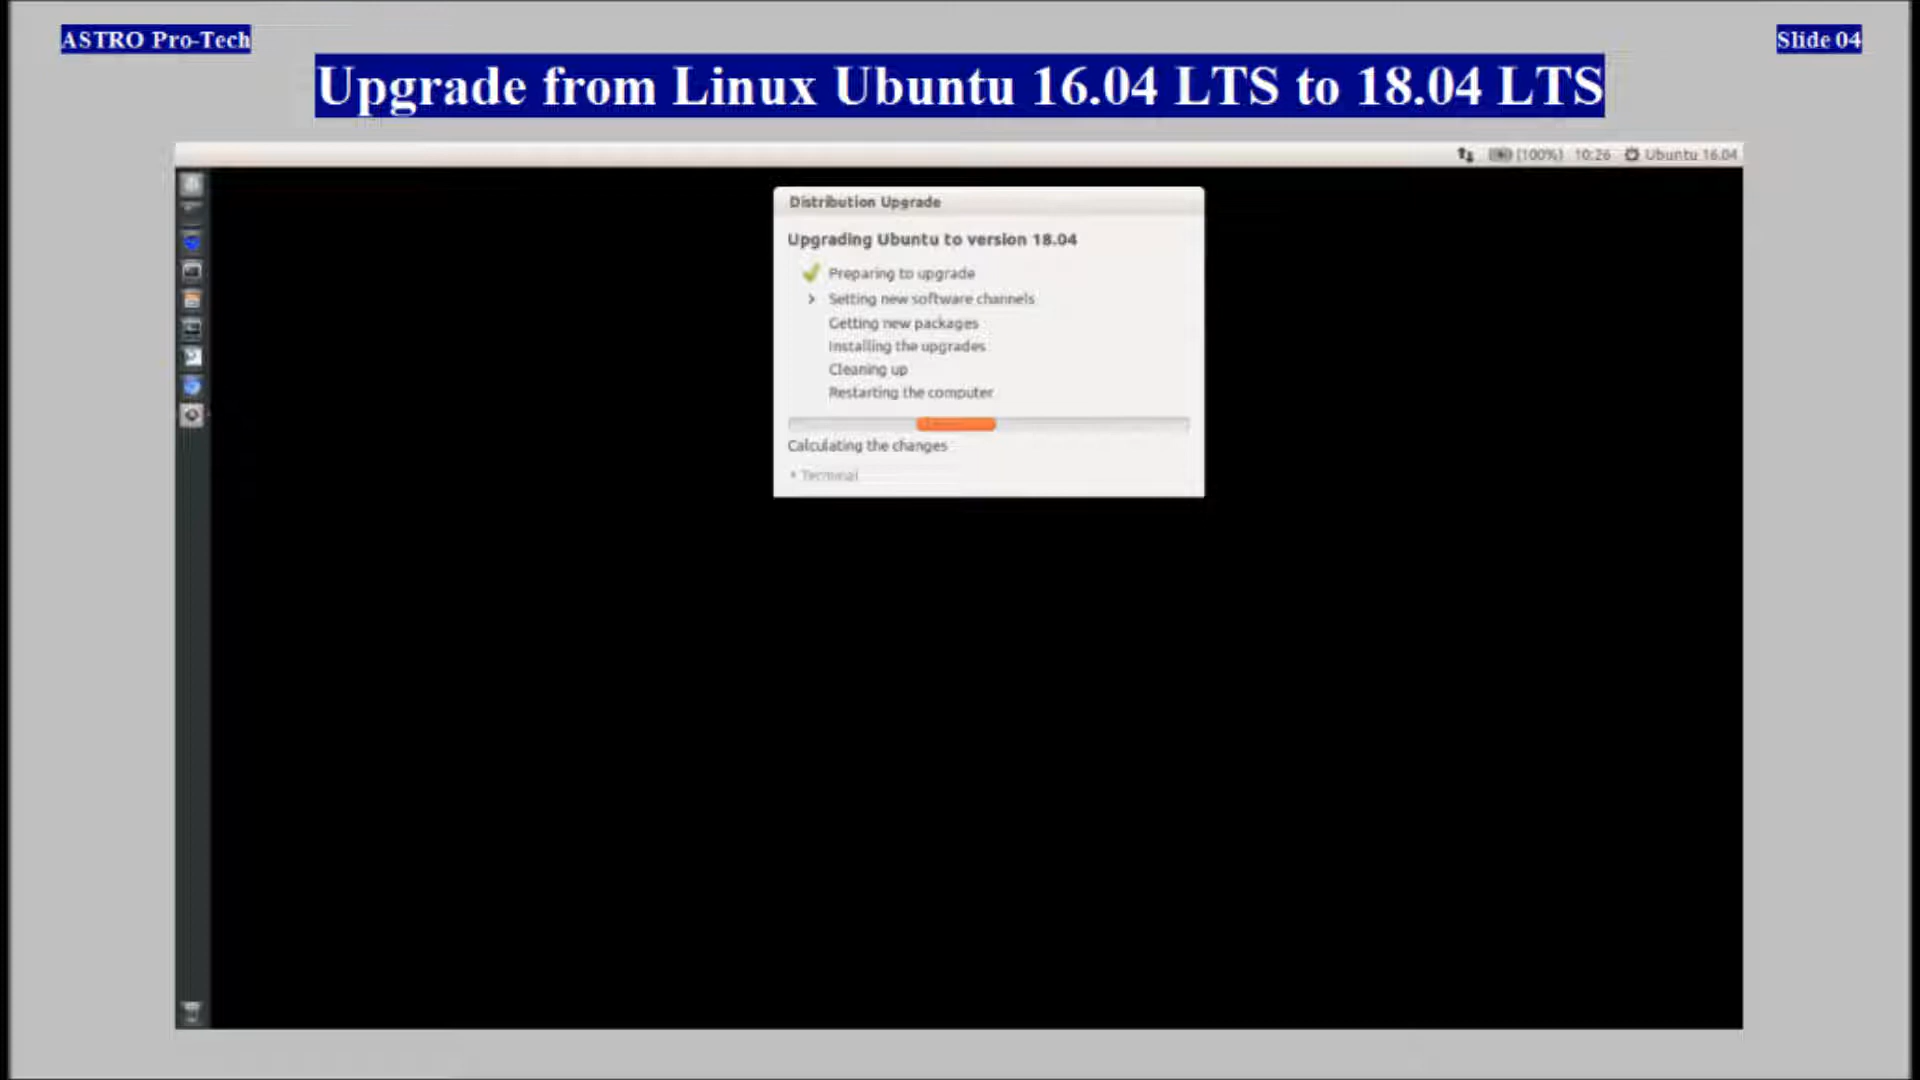 ASTRO Pro-Tech
Slide 04
Upgrade from Linux Ubuntu 16.04 LTS to 18.04 LTS
(100%) 10:26 Ubuntu 16.04
Distribution Upgrade
Upgrading Ubuntu to version 18.04
Preparing to upgrade
Setting new software channels
Getting new packages
Installing the upgrades
Cleaning up
Restarting the computer
Calculating the changes
Terminal